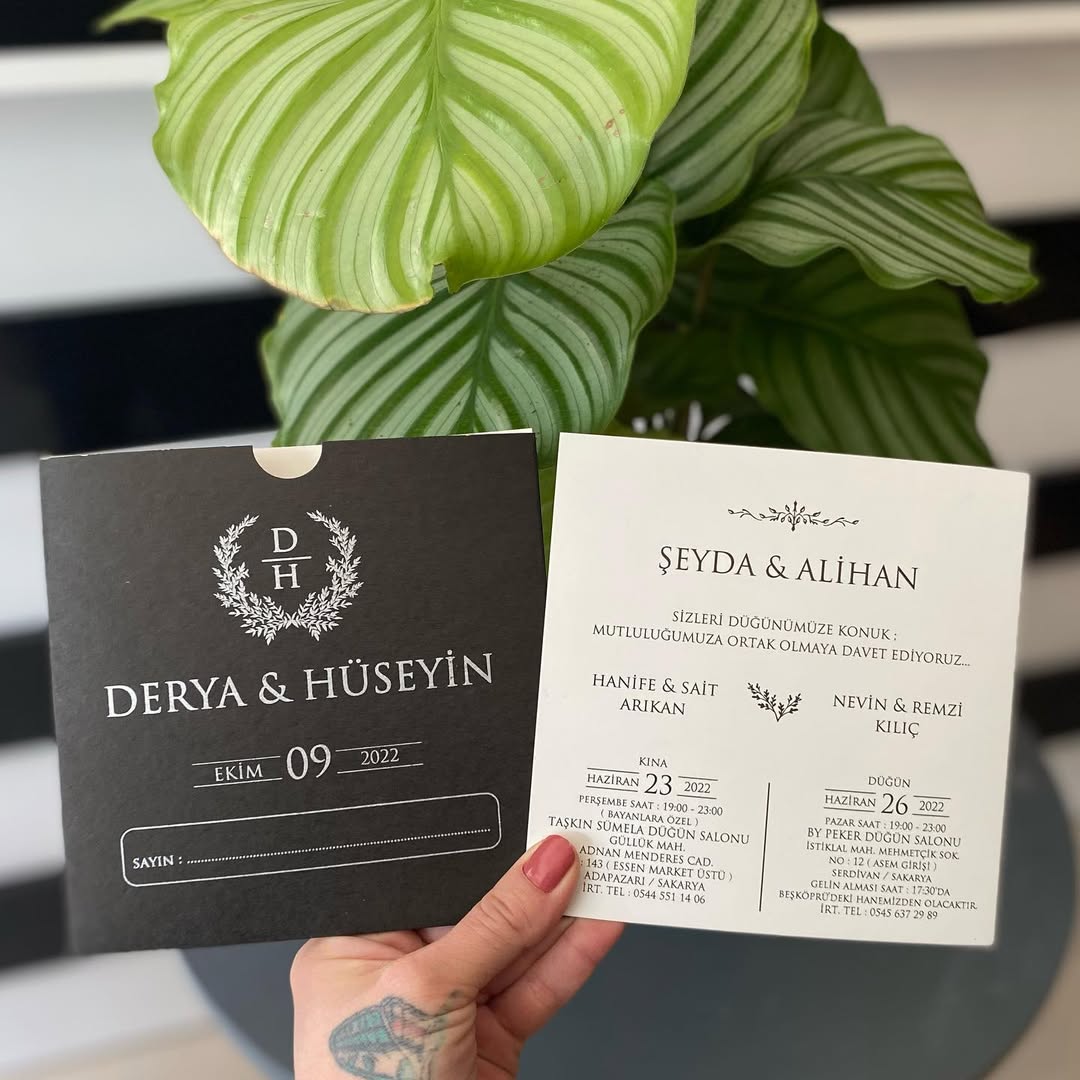 D
H
DERYA & HÜSEYİN
EKİM 09 2022
SAYIN :
ŞEYDA & ALİHAN
SİZLERİ DÜĞÜNÜMÜZE KONUK ;
MUTLULUĞUMUZA ORTAK OLMAYA DAVET EDİYORUZ...
HANİFE & SAİT
ARIKAN
NEVİN & REMZİ
KILIÇ
KINA
HAZİRAN 23 2022
PERŞEMBE SAAT : 19:00 - 23:00
( BAYANLARA ÖZEL )
TAŞKIN SÜMELA DÜĞÜN SALONU
GÜLLÜK MAH.
ADNAN MENDERES CAD.
: 143 ( ESSEN MARKET ÜSTÜ )
ADAPAZARI / SAKARYA
İRT. TEL : 0544 551 14 06
DÜĞÜN
HAZİRAN 26 2022
PAZAR SAAT : 19:00 - 23:00
BY PEKER DÜĞÜN SALONU
İSTİKLAL MAH. MEHMETÇİK SOK.
NO : 12 ( ASEM GİRİŞİ )
SERDİVAN / SAKARYA
GELİN ALMASI SAAT : 17:30'DA
BEŞKÖPRÜ'DEKİ HANEMİZDEN OLACAKTIR.
İRT. TEL : 0545 637 29 89